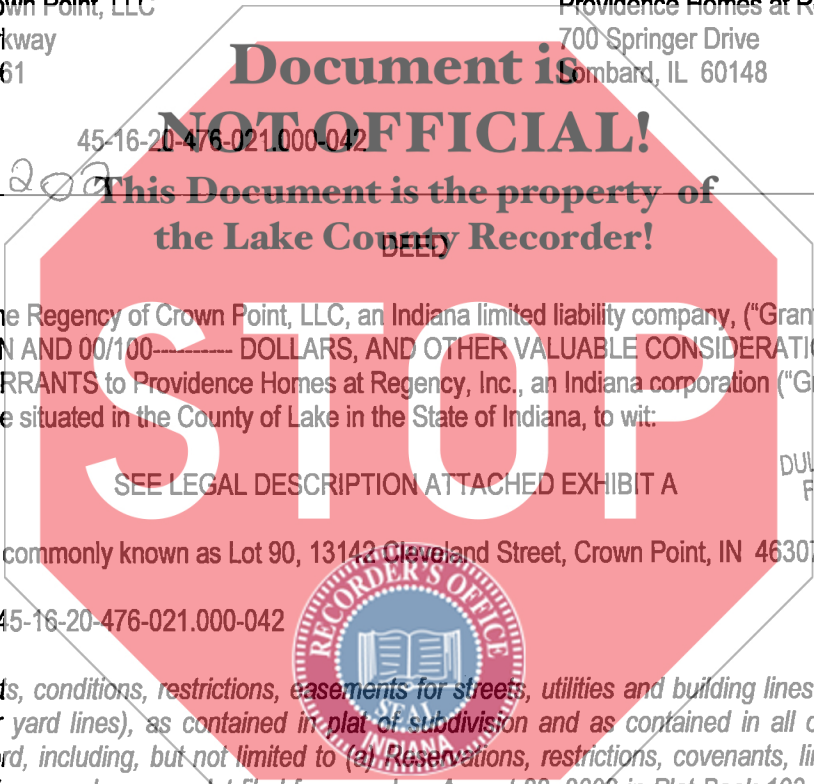 own Point, LLC Providence Homes at R
kway 700 Springer Drive
61 Lombard, IL 60148
Document is
NOT OFFICIAL!
45-16-20-476-021.000-042
This Document is the property of
the Lake County Recorder!
DEED
e Regency of Crown Point, LLC, an Indiana limited liability company, ("Gran
N AND 00/100---------- DOLLARS, AND OTHER VALUABLE CONSIDERATI
RRANTS to Providence Homes at Regency, Inc., an Indiana corporation ("G
e situated in the County of Lake in the State of Indiana, to wit:
STOP
SEE LEGAL DESCRIPTION ATTACHED EXHIBIT A
DU
F
commonly known as Lot 90, 13142 Cleveland Street, Crown Point, IN 46307
RECORDER'S OFFICE
SEAL
INDIANA
45-16-20-476-021.000-042
s, conditions, restrictions, easements for streets, utilities and building lines
yard lines), as contained in plat of subdivision and as contained in all
rd, including, but not limited to (a) Reservations, restrictions, covenants, li